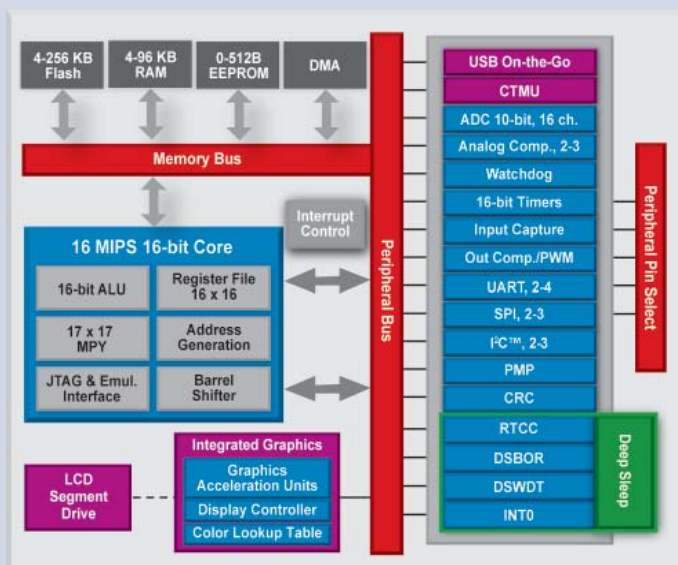 4-256 KB
Flash
4-96 KB
RAM
0-512B
EEPROM
DMA
Memory Bus
Interrupt
Control
16 MIPS 16-bit Core
16-bit ALU
Register File
16 x 16
17 x 17
MPY
Address
Generation
JTAG & Emul.
Interface
Barrel
Shifter
Integrated Graphics
Graphics
Acceleration Units
Display Controller
Color Lookup Table
LCD
Segment
Drive
Peripheral Bus
USB On-the-Go
CTMU
ADC 10-bit, 16 ch.
Analog Comp., 2-3
Watchdog
16-bit Timers
Input Capture
Out Comp./PWM
UART, 2-4
SPI, 2-3
I²C™, 2-3
PMP
CRC
RTCC
DSBOR
DSWDT
INT0
Deep Sleep
Peripheral Pin Select